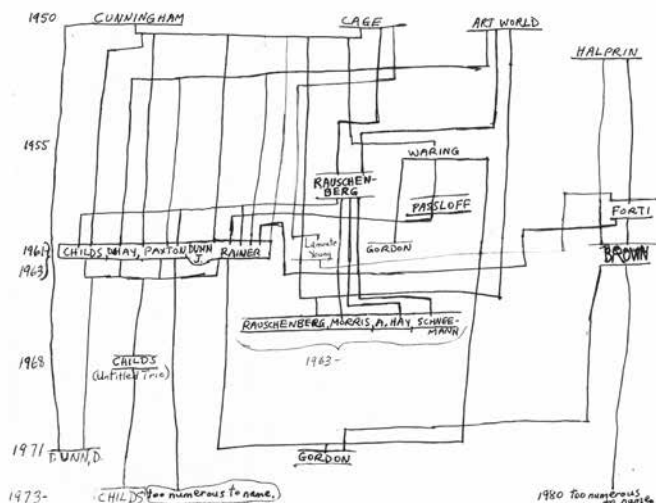 1950
CUNNINGHAM
CAGE
ART WORLD
HALPRIN
1955
WARING
RAUSCHEN-
BERG
PASSLOFF
FORTI
1961-
1963
CHILDS, D.HAY, PAXTON, DUNN J. RAINER
Lamonte
Young
GORDON
BROWN
RAUSCHENBERG, MORRIS, A. HAY, SCHNEE-
MANN
1963-
1968
CHILDS
(Untitled Trio)
1971
DUNN, D.
GORDON
1973-
CHILDS (too numerous to name.)
1980 too numerous
to name